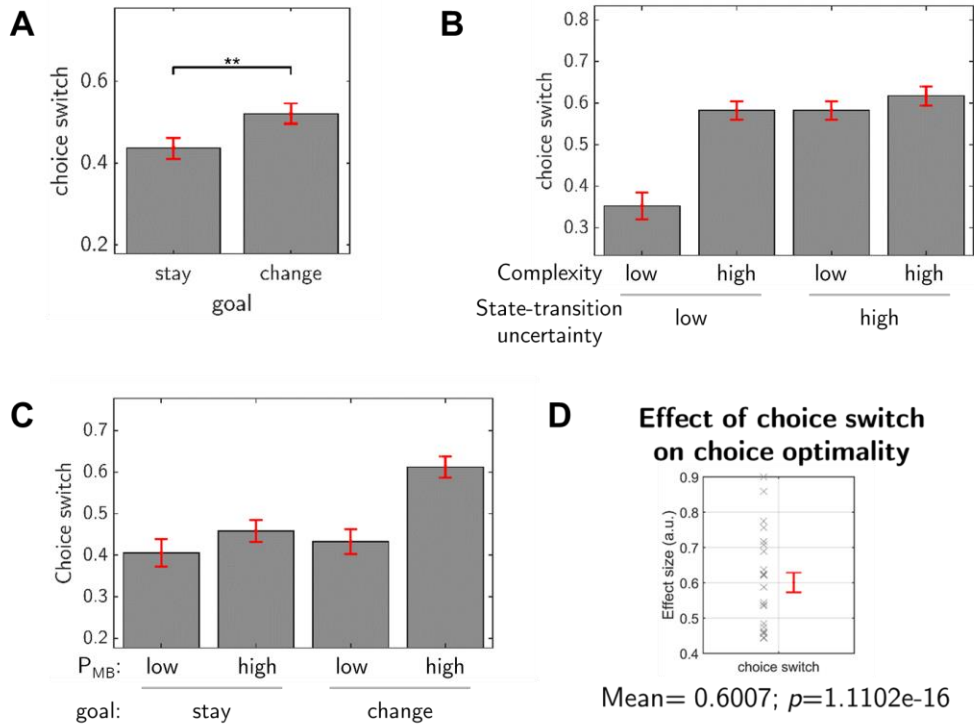 A
choice switch
0.6
0.4
0.2
**
stay change
goal
B
choice switch
0.8
0.7
0.6
0.5
0.4
0.3
Complexity low high low high
State-transition
uncertainty
low high
C
Choice switch
0.7
0.6
0.5
0.4
0.3
0.2
PMB: low high low high
goal: stay change
D
Effect of choice switch
on choice optimality
Effect size (a.u.)
0.9
0.8
0.7
0.6
0.5
0.4
choice switch
Mean= 0.6007; p=1.1102e-16